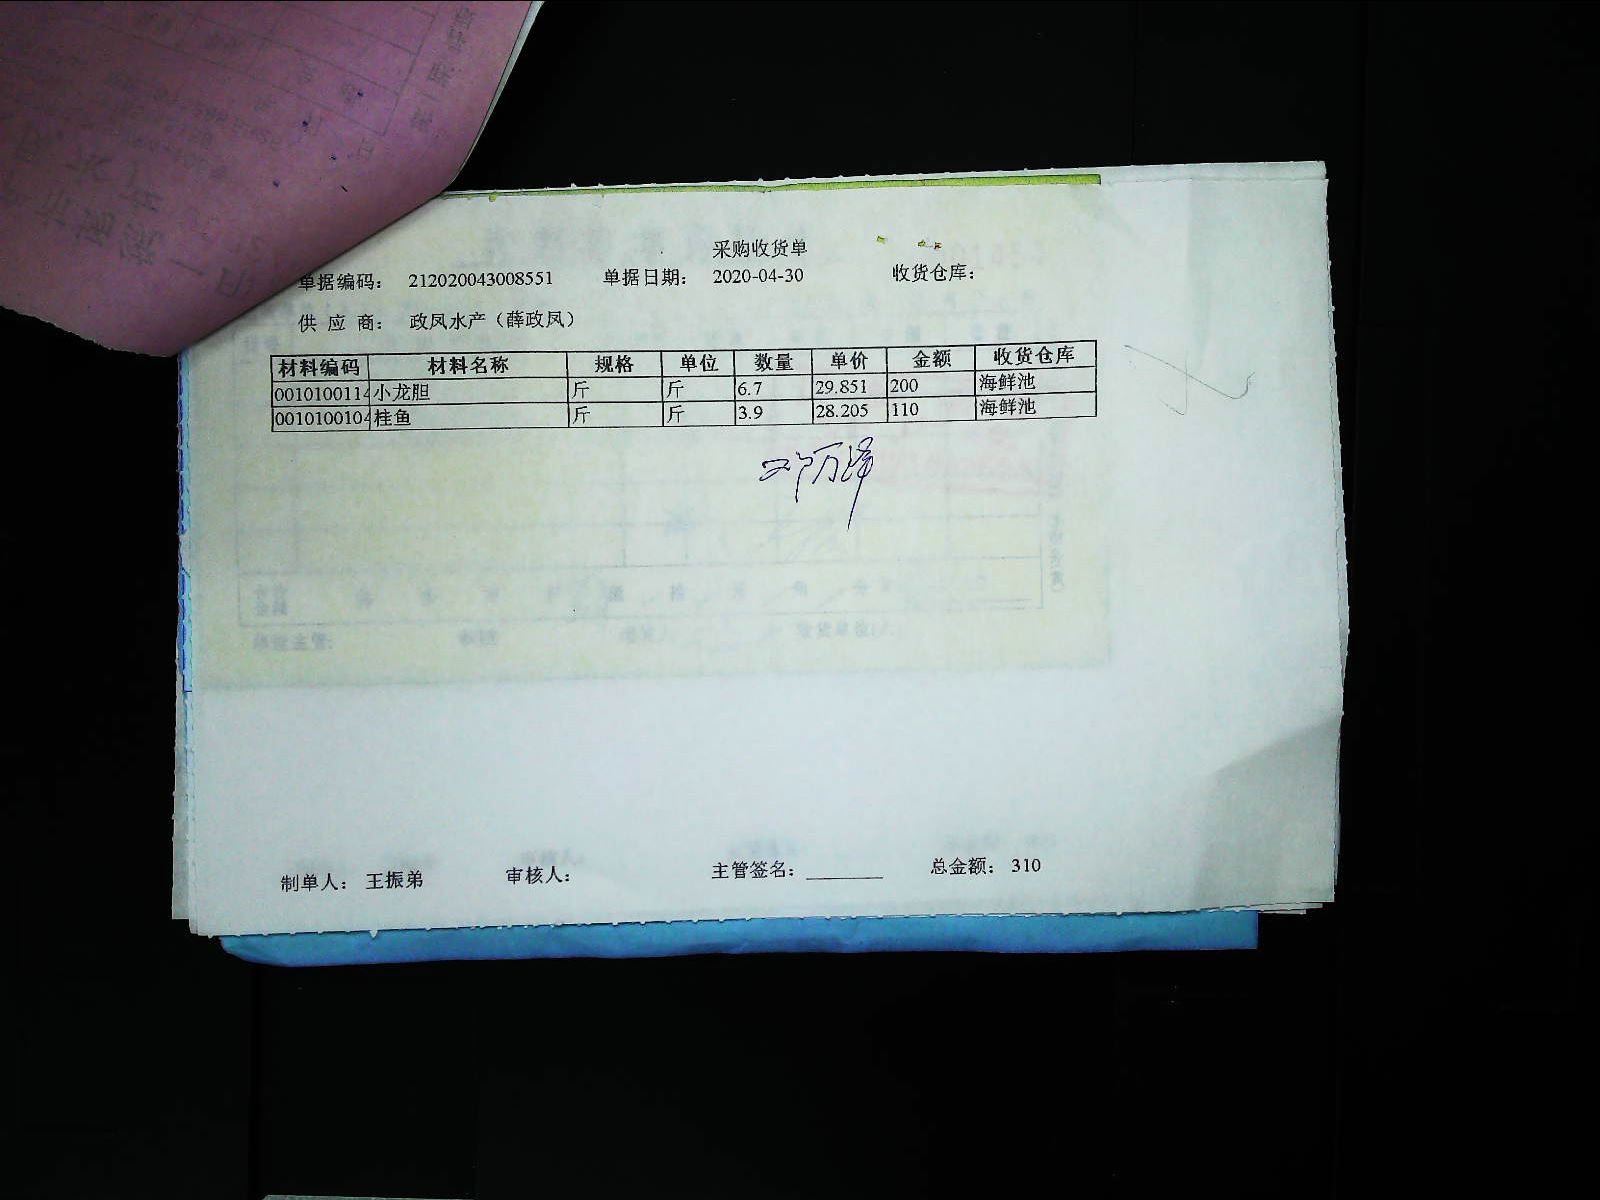 采购收货单
单据编码： 212020043008551 单据日期： 2020-04-30 收货仓库：
供 应 商： 政凤水产（薛政凤）
材料编码 材料名称 规格 单位 数量 单价 金额 收货仓库
0010100114 小龙胆 斤 斤 6.7 29.851 200 海鲜池
0010100104 桂鱼 斤 斤 3.9 28.205 110 海鲜池
制单人： 王振弟 审核人： 主管签名：________ 总金额： 310